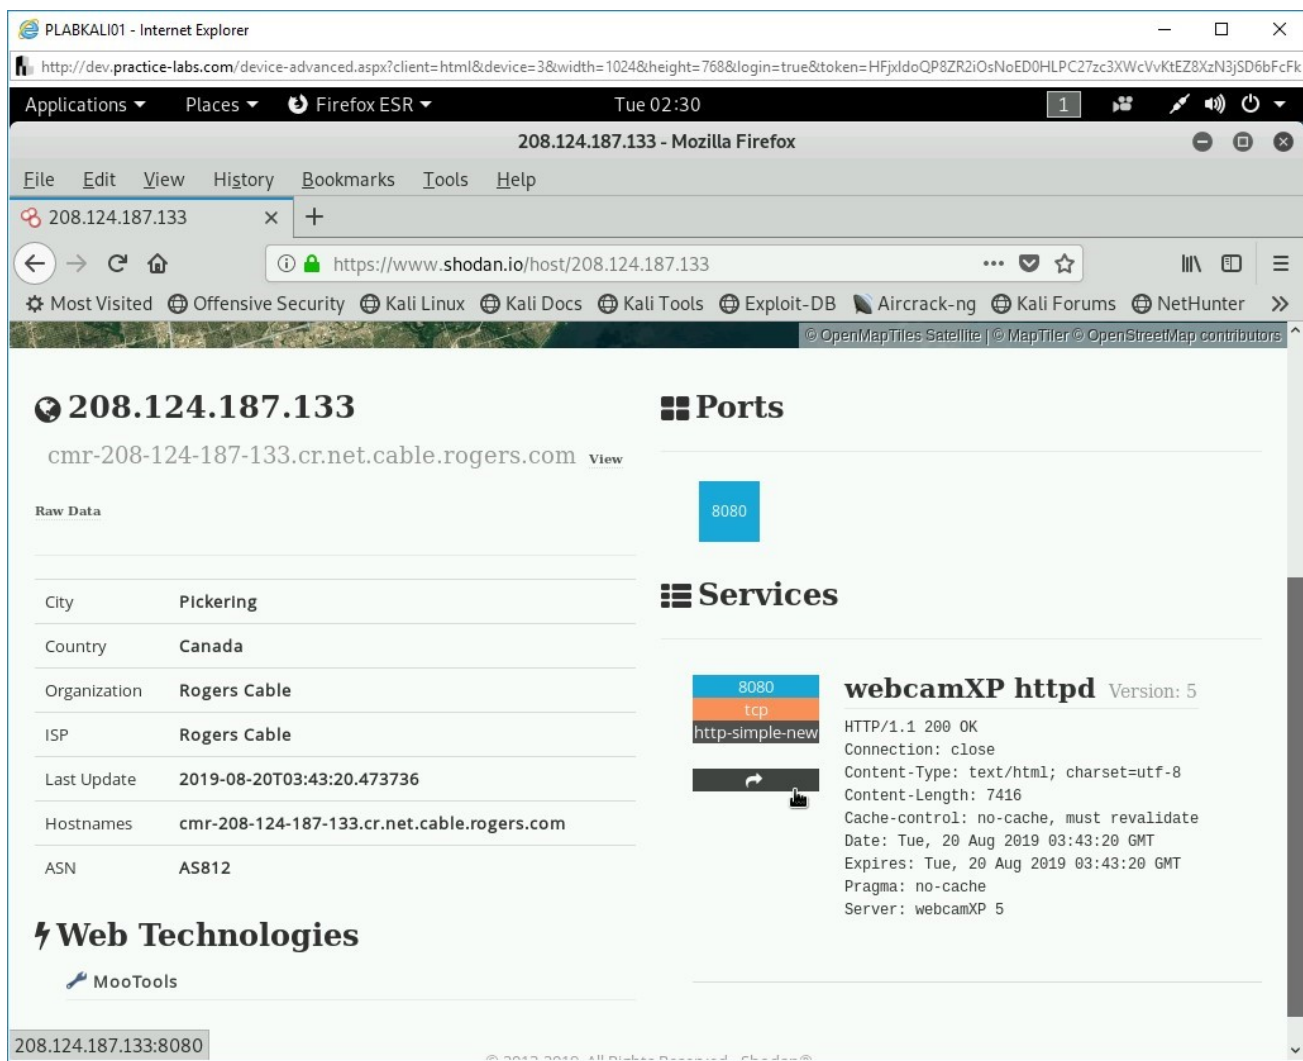 PLABKALI01 - Internet Explorer
http://dev.practice-labs.com/device-advanced.aspx?client=html&device=3&width=1024&height=768&login=true&token=HFjxIdoQP8ZR2iOsNoED0HLPC27zc3XWcVvKtEZ8XzN3jSD6bFcFk
Applications Places Firefox ESR Tue 02:30 1
208.124.187.133 - Mozilla Firefox
File Edit View History Bookmarks Tools Help
208.124.187.133
https://www.shodan.io/host/208.124.187.133
Most Visited Offensive Security Kali Linux Kali Docs Kali Tools Exploit-DB Aircrack-ng Kali Forums NetHunter
© OpenMapTiles Satellite | © MapTiler © OpenStreetMap contributors
208.124.187.133
cmr-208-124-187-133.cr.net.cable.rogers.com View
Raw Data
City Pickering
Country Canada
Organization Rogers Cable
ISP Rogers Cable
Last Update 2019-08-20T03:43:20.473736
Hostnames cmr-208-124-187-133.cr.net.cable.rogers.com
ASN AS812
Web Technologies
MooTools
Ports
8080
Services
8080
tcp
http-simple-new
webcamXP httpd Version: 5
HTTP/1.1 200 OK
Connection: close
Content-Type: text/html; charset=utf-8
Content-Length: 7416
Cache-control: no-cache, must revalidate
Date: Tue, 20 Aug 2019 03:43:20 GMT
Expires: Tue, 20 Aug 2019 03:43:20 GMT
Pragma: no-cache
Server: webcamXP 5
208.124.187.133:8080
© 2013-2019, All Rights Reserved - Shodan®